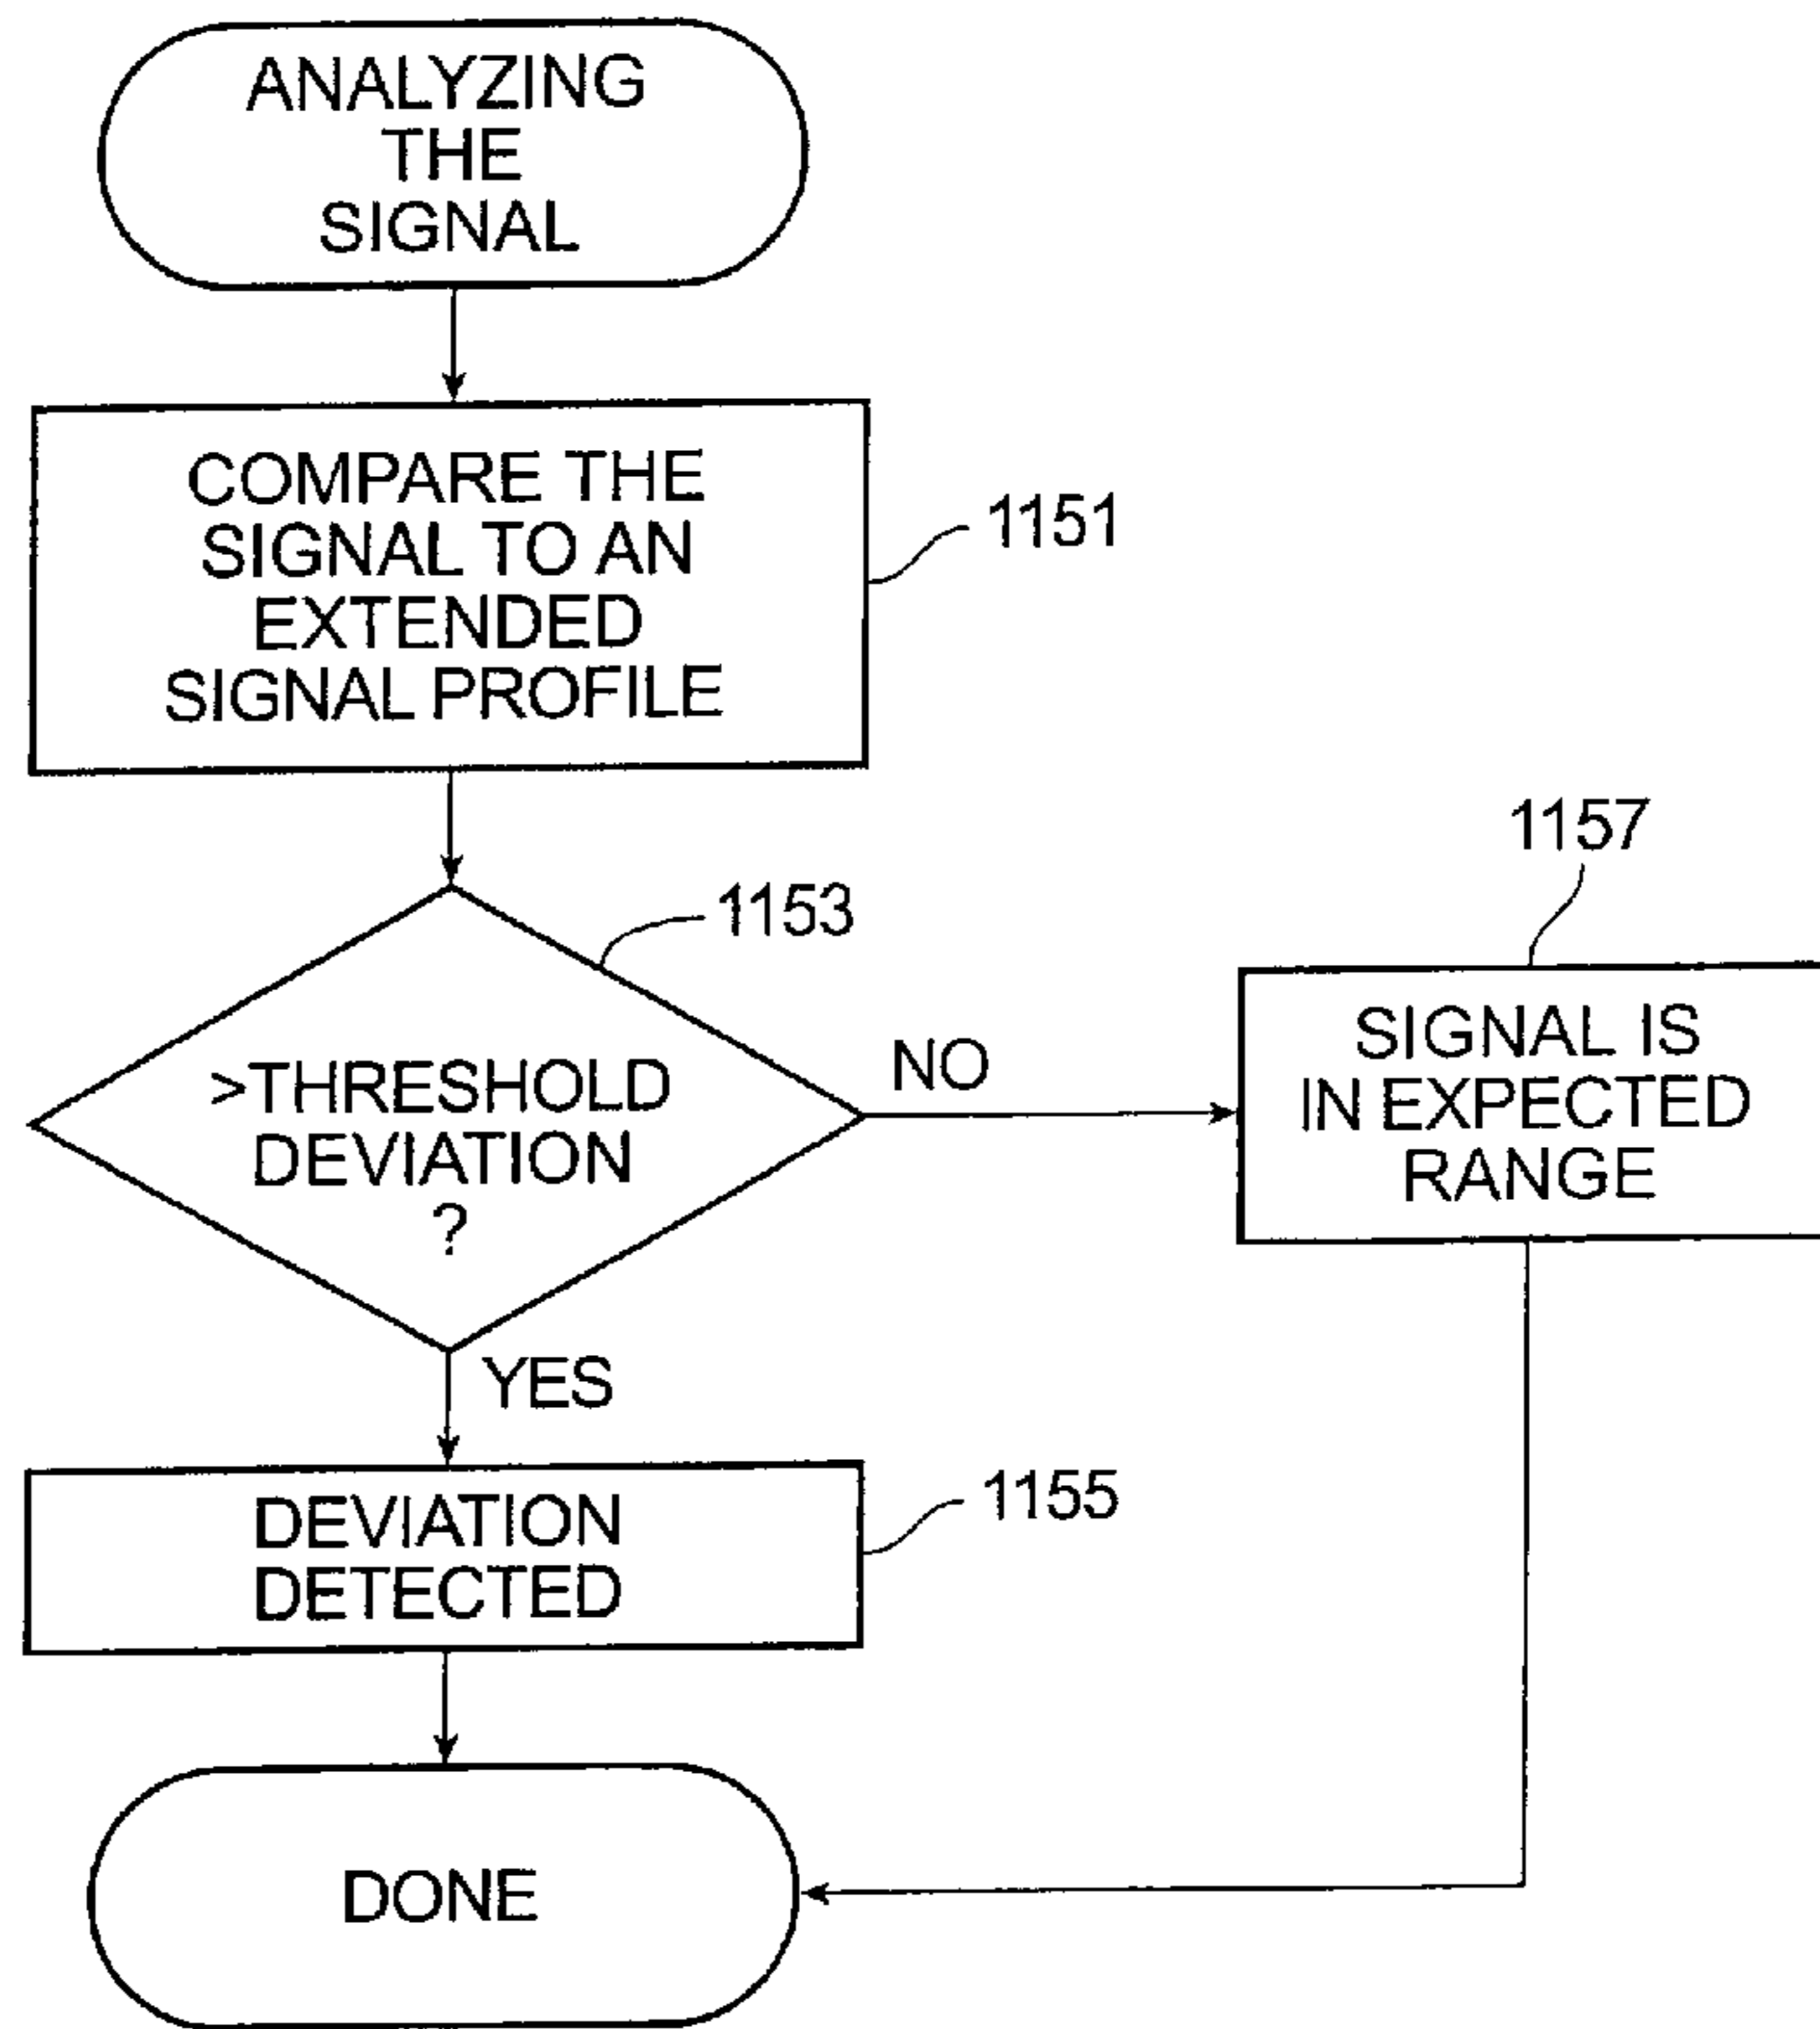 ANALYZING
THE
SIGNAL
COMPARE THE
SIGNAL TO AN
EXTENDED
SIGNAL PROFILE
1151
1153
>THRESHOLD
DEVIATION
?
NO
1157
SIGNAL IS
IN EXPECTED
RANGE
YES
DEVIATION
DETECTED
1155
DONE